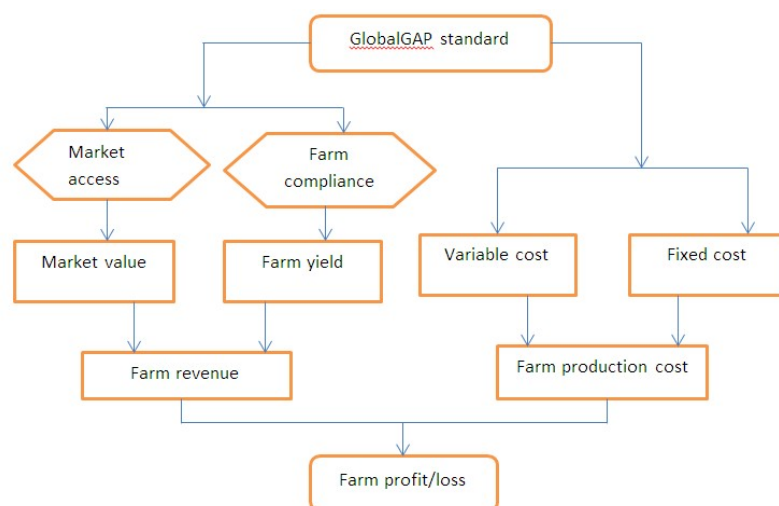 GlobalGAP standard
Market
access
Farm
compliance
Market value
Farm yield
Variable cost
Fixed cost
Farm revenue
Farm production cost
Farm profit/loss